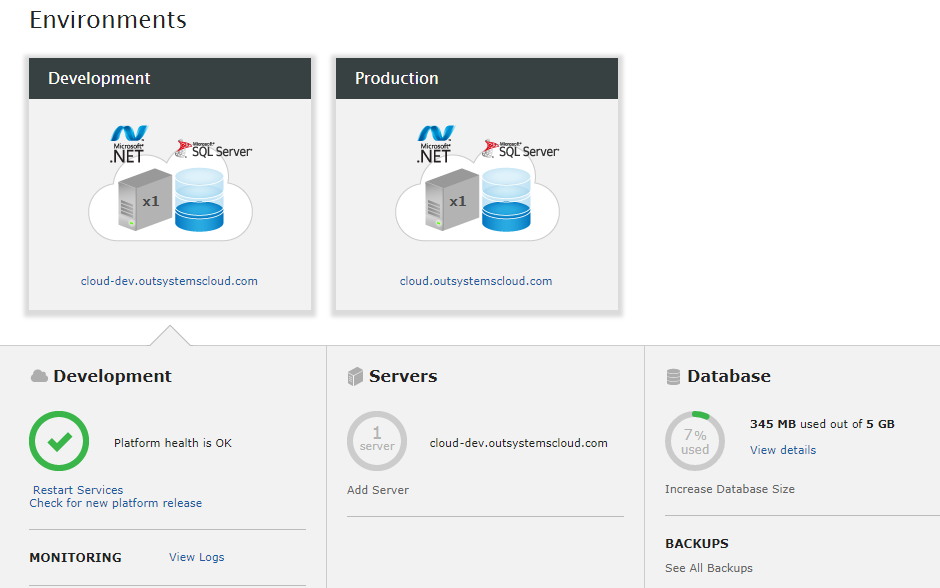 Environments
Development
Production
Microsoft®
.NET
Microsoft®
SQL Server®
x1
Microsoft®
.NET
Microsoft®
SQL Server®
x1
cloud-dev.outsystemscloud.com
cloud.outsystemscloud.com
Development
Platform health is OK
Restart Services
Check for new platform release
MONITORING
View Logs
Servers
1
server
cloud-dev.outsystemscloud.com
Add Server
Database
7%
used
345 MB used out of 5 GB
View details
Increase Database Size
BACKUPS
See All Backups